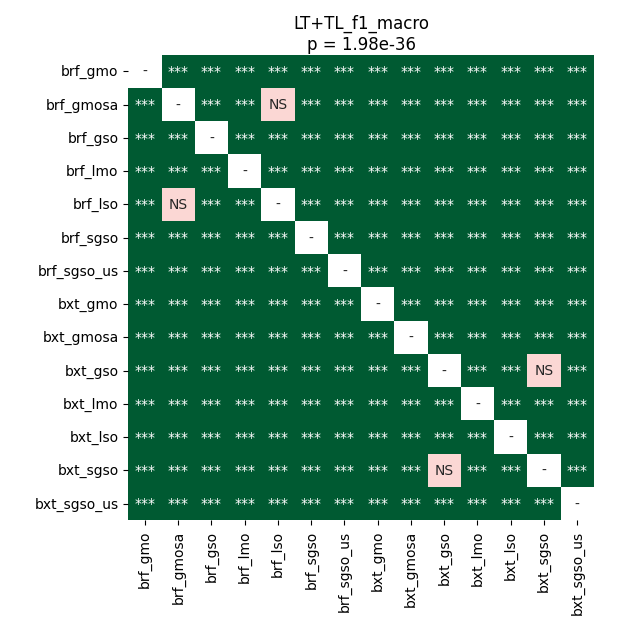 LT+TL_f1_macro
p = 1.98e-36
brf_gmo - *** *** *** *** *** *** *** *** *** *** *** *** ***
brf_gmosa *** - *** *** NS *** *** *** *** *** *** *** *** ***
brf_gso *** *** - *** *** *** *** *** *** *** *** *** *** ***
brf_lmo *** *** *** - *** *** *** *** *** *** *** *** *** ***
brf_lso *** NS *** *** - *** *** *** *** *** *** *** *** ***
brf_sgso *** *** *** *** *** - *** *** *** *** *** *** *** ***
brf_sgso_us *** *** *** *** *** *** - *** *** *** *** *** *** ***
bxt_gmo *** *** *** *** *** *** *** - *** *** *** *** *** ***
bxt_gmosa *** *** *** *** *** *** *** *** - *** *** *** *** ***
bxt_gso *** *** *** *** *** *** *** *** *** - *** *** NS ***
bxt_lmo *** *** *** *** *** *** *** *** *** *** - *** *** ***
bxt_lso *** *** *** *** *** *** *** *** *** *** *** - *** ***
bxt_sgso *** *** *** *** *** *** *** *** *** NS *** *** - ***
bxt_sgso_us *** *** *** *** *** *** *** *** *** *** *** *** *** -
brf_gmo
brf_gmosa
brf_gso
brf_lmo
brf_lso
brf_sgso
brf_sgso_us
bxt_gmo
bxt_gmosa
bxt_gso
bxt_lmo
bxt_lso
bxt_sgso
bxt_sgso_us